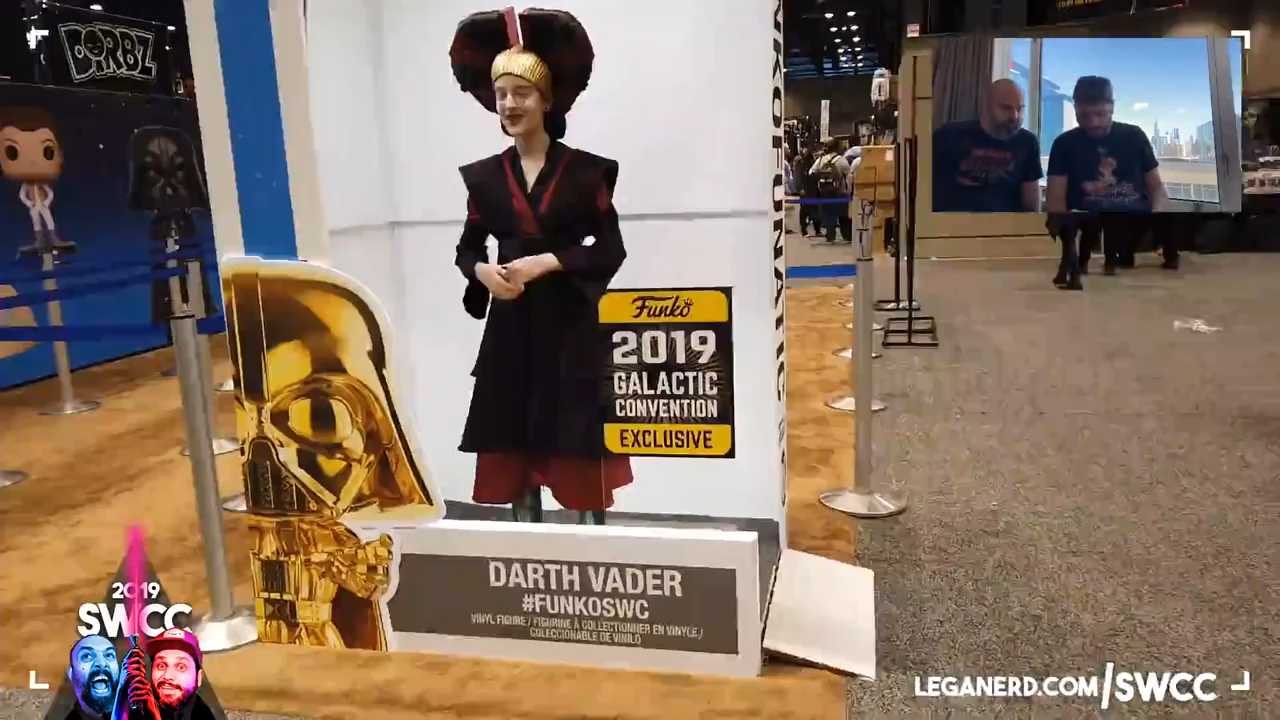 DORBZ
NKOFUNATIC
Funko
2019
GALACTIC
CONVENTION
EXCLUSIVE
DARTH VADER
#FUNKOSWC
VINYL FIGURE / FIGURINE À COLLECTIONNER EN VINYLE /
COLECCIONABLE DE VINILO
2019
SWCC
LEGANERD.COM/SWCC